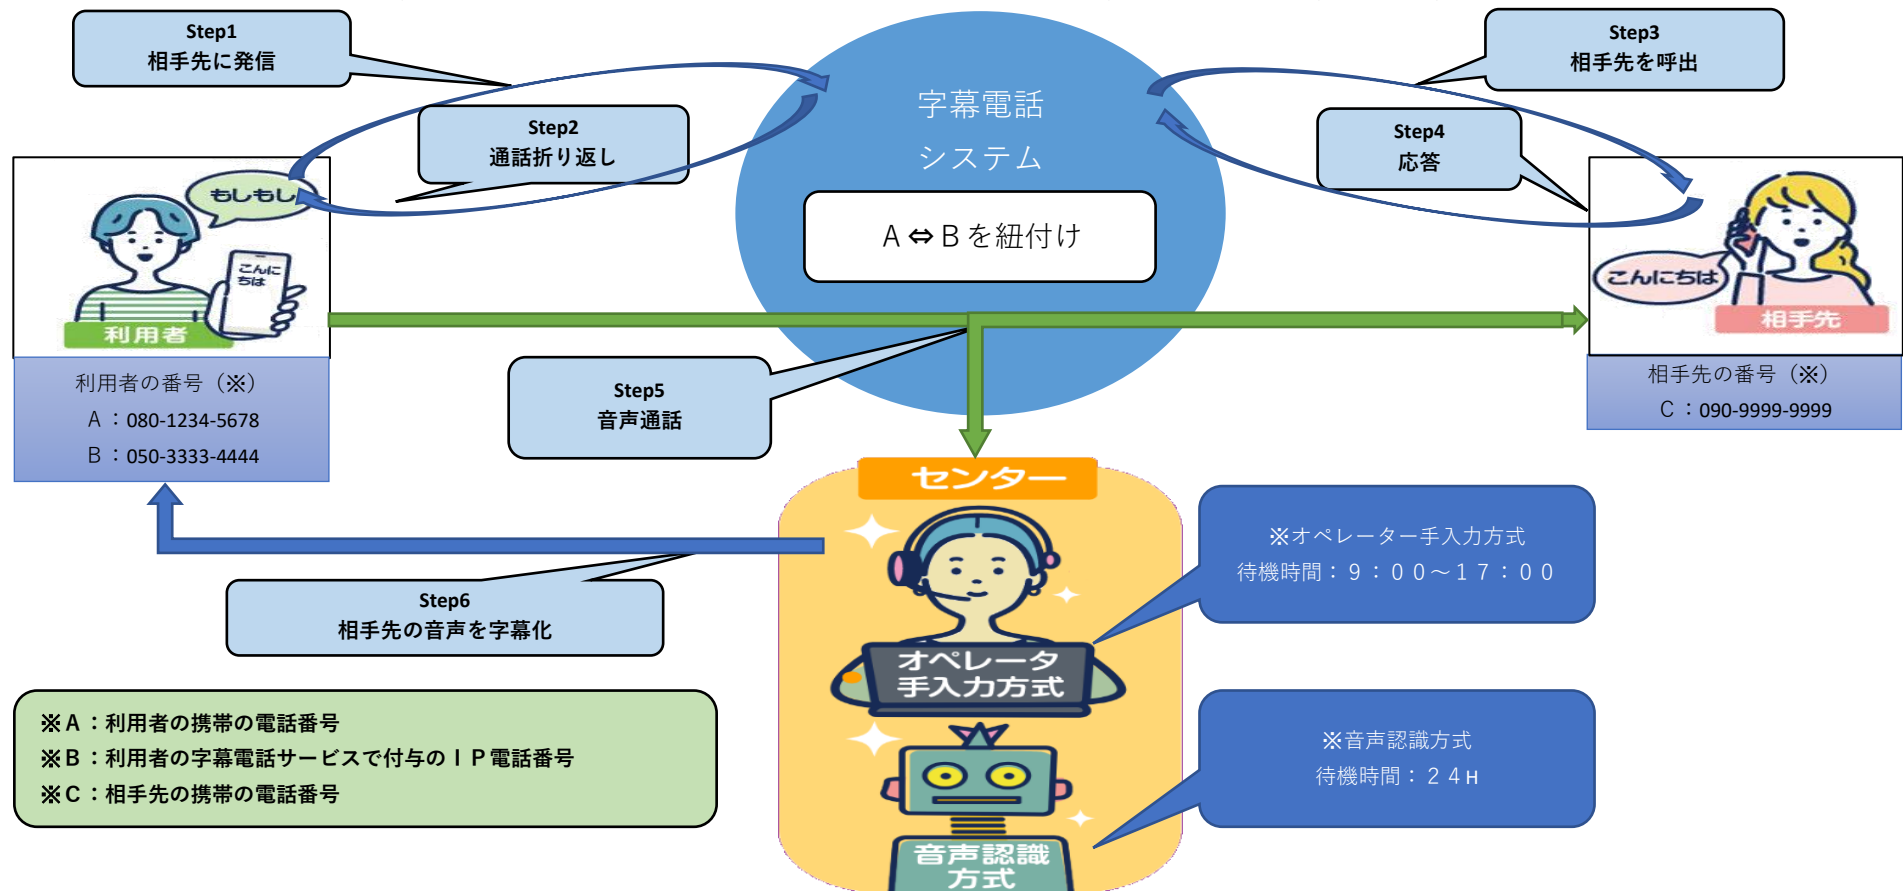 Step1
相手先に発信
Step2
通話折り返し
字幕電話
システム
A⇔Bを紐付け
Step3
相手先を呼出
Step4
応答
もしもし
こんに
ちは
利用者
利用者の番号（※）
A：080-1234-5678
B：050-3333-4444
こんにちは
相手先
相手先の番号（※）
C：090-9999-9999
Step5
音声通話
センター
オペレータ
手入力方式
※オペレーター手入力方式
待機時間：９：００～１７：００
Step6
相手先の音声を字幕化
※A：利用者の携帯の電話番号
※B：利用者の字幕電話サービスで付与のＩＰ電話番号
※C：相手先の携帯の電話番号
音声認識
方式
※音声認識方式
待機時間：２４H